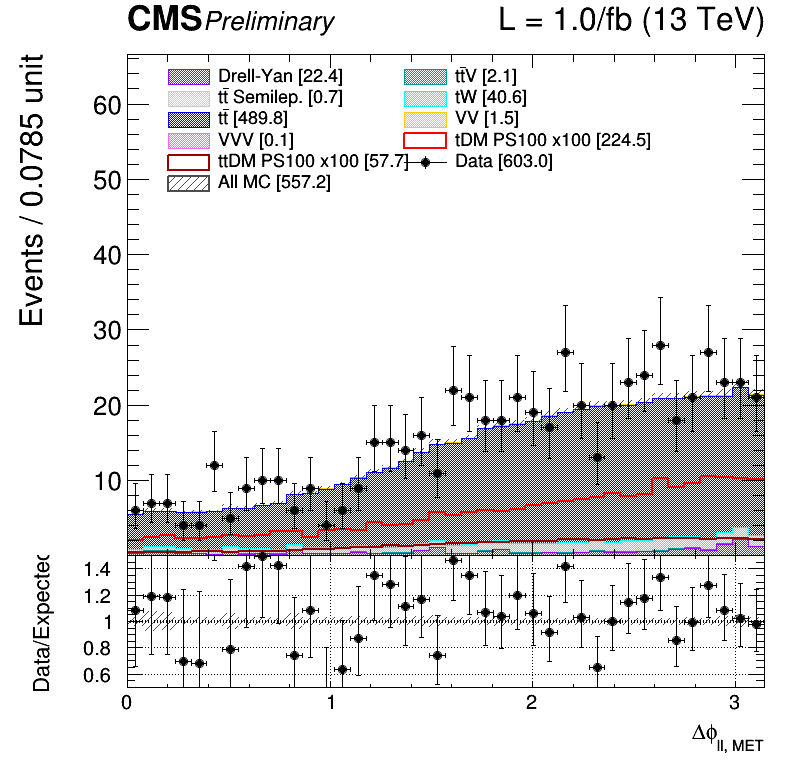 CMS Preliminary L = 1.0/fb (13 TeV)
Events / 0.0785 unit
Drell-Yan [22.4] tt̄V [2.1]
tt̄ Semilep. [0.7] tW [40.6]
tt̄ [489.8] VV [1.5]
VVV [0.1] tDM PS100 x100 [224.5]
ttDM PS100 x100 [57.7] Data [603.0]
All MC [557.2]
60
50
40
30
20
10
Data/Expected
1.4
1.2
1
0.8
0.6
0 1 2 3
Δϕll, MET